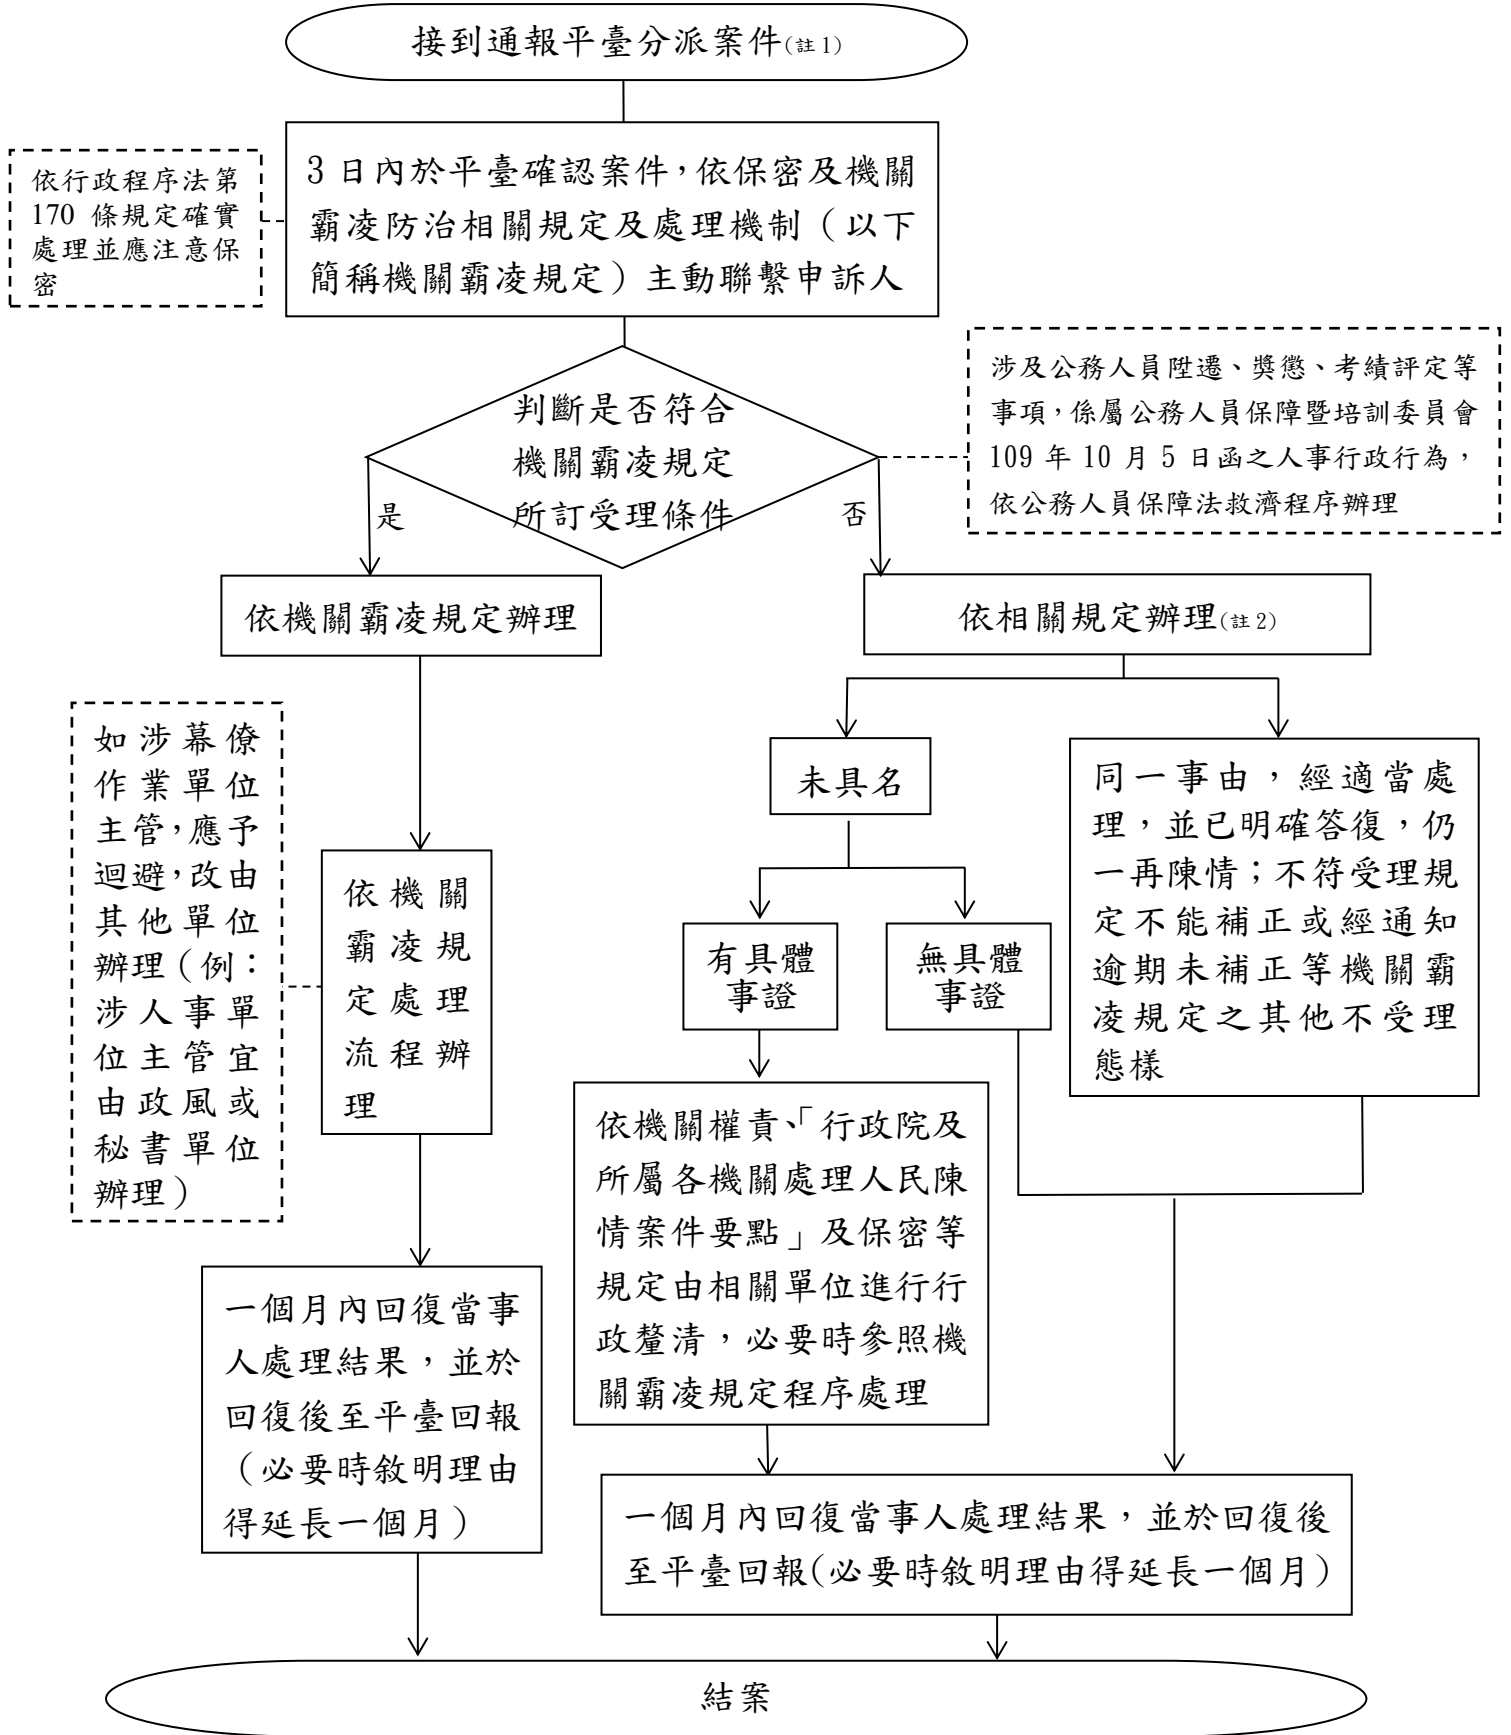 接到通報平臺分派案件(註1)
依行政程序法第
170 條規定確實
處理並應注意保
密
3 日內於平臺確認案件，依保密及機關
霸凌防治相關規定及處理機制（以下
簡稱機關霸凌規定）主動聯繫申訴人
涉及公務人員陞遷、獎懲、考績評定等
事項，係屬公務人員保障暨培訓委員會
109 年 10 月 5 日函之人事行政行為，
依公務人員保障法救濟程序辦理
判斷是否符合
機關霸凌規定
所訂受理條件
是
否
依機關霸凌規定辦理
依相關規定辦理(註2)
如涉幕僚
作業單位
主管，應予
迴避，改由
其他單位
辦理（例：
涉人事單
位主管宜
由政風或
秘書單位
辦理）
依機關
霸凌規
定處理
流程辦
理
未具名
同一事由，經適當處
理，並已明確答復，仍
一再陳情；不符受理規
定不能補正或經通知
逾期未補正等機關霸
凌規定之其他不受理
態樣
有具體
事證
無具體
事證
依機關權責、「行政院及
所屬各機關處理人民陳
情案件要點」及保密等
規定由相關單位進行行
政釐清，必要時參照機
關霸凌規定程序處理
一個月內回復當事
人處理結果，並於
回復後至平臺回報
（必要時敘明理由
得延長一個月）
一個月內回復當事人處理結果，並於回復後
至平臺回報(必要時敘明理由得延長一個月)
結案